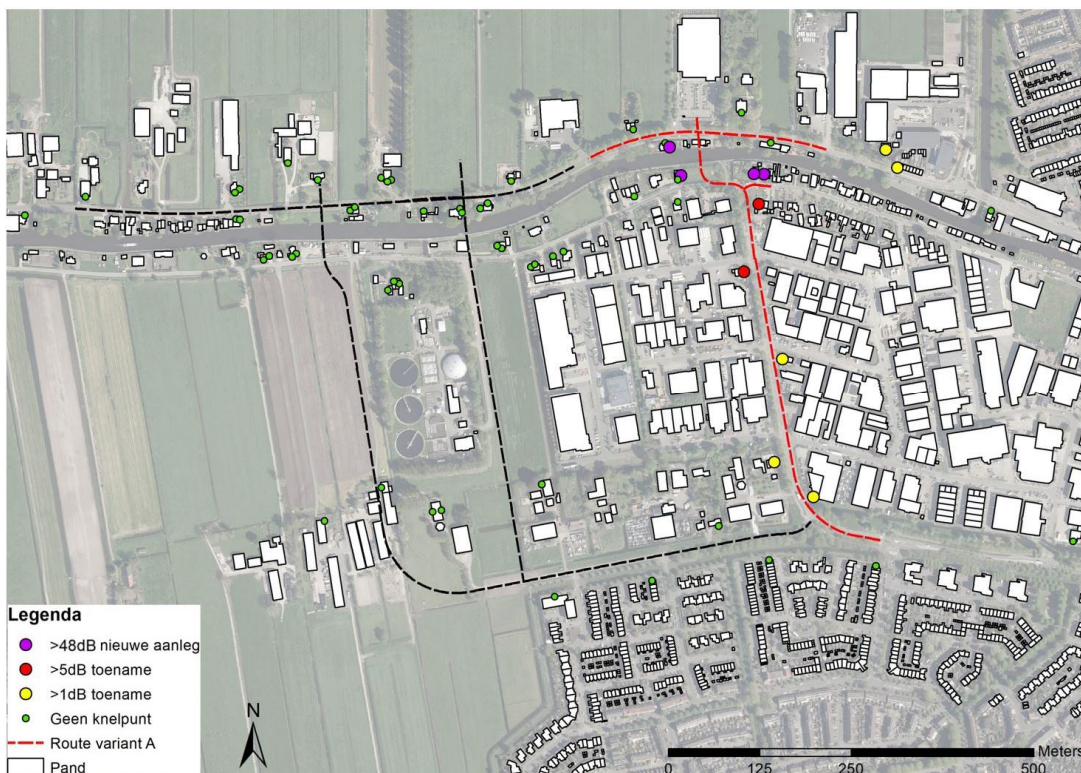 Legenda
>48dB nieuwe aanleg
>5dB toename
>1dB toename
Geen knelpunt
Route variant A
Pand
N
Meters
0 125 250 500